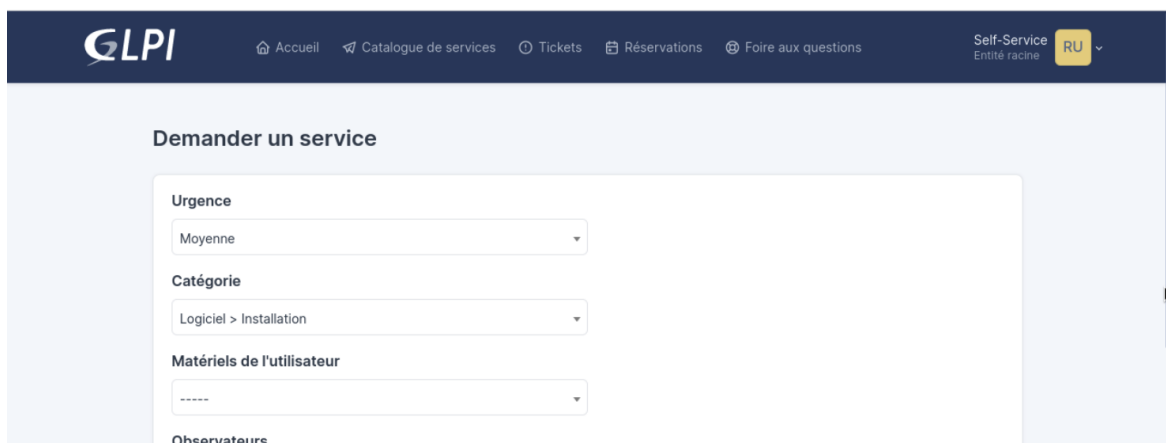 GLPI
Accueil Catalogue de services Tickets Réservations Foire aux questions
Self-Service
Entité racine
RU
Demander un service
Urgence
Moyenne
Catégorie
Logiciel > Installation
Matériels de l'utilisateur
-----
Observateurs